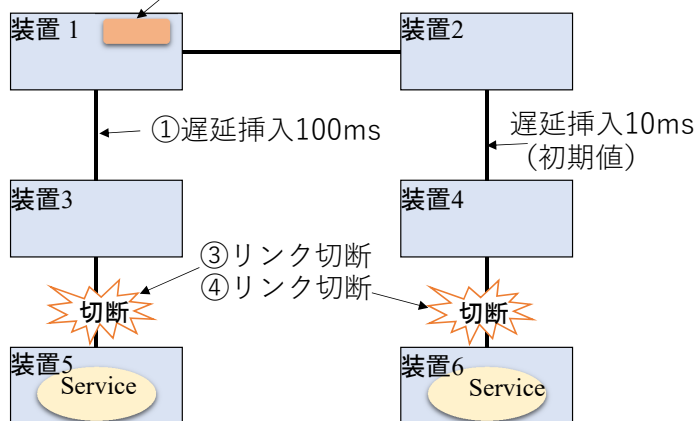 装置 1
装置2
①遅延挿入100ms
遅延挿入10ms
（初期値）
装置3
装置4
③リンク切断
④リンク切断
切断
切断
装置5
Service
装置6
Service